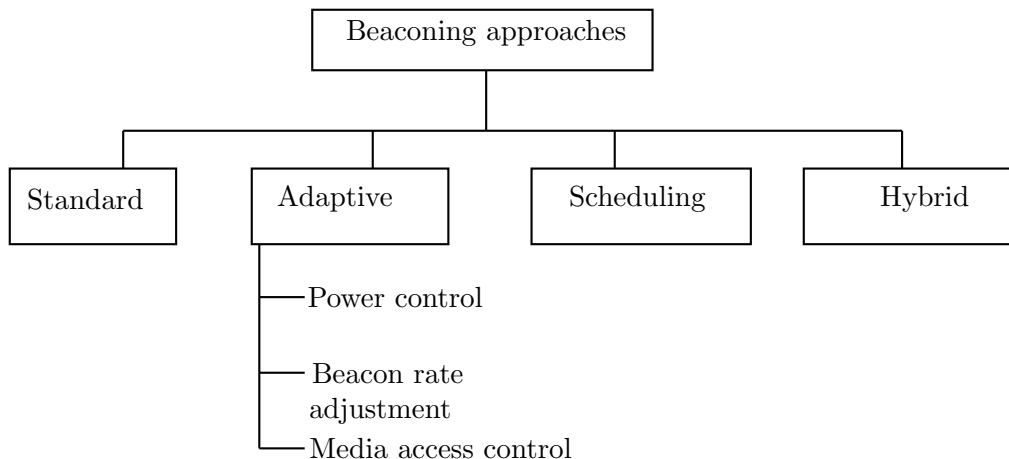 Beaconing approaches
Standard
Adaptive
Scheduling
Hybrid
Power control
Beacon rate
adjustment
Media access control